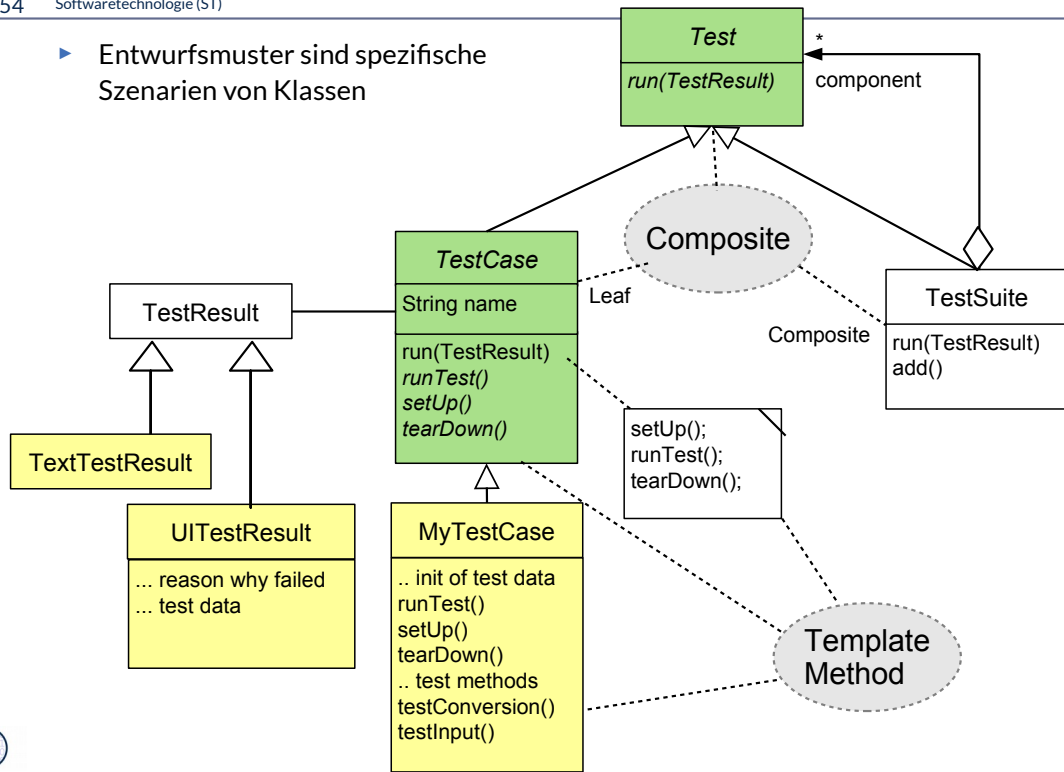 54 Softwaretechnologie (ST)
► Entwurfsmuster sind spezifische
Szenarien von Klassen
Test
run(TestResult)
*
component
Composite
TestCase
String name
run(TestResult)
runTest()
setUp()
tearDown()
Leaf
Composite
TestSuite
run(TestResult)
add()
TestResult
TextTestResult
UITestResult
... reason why failed
... test data
setUp();
runTest();
tearDown();
MyTestCase
.. init of test data
runTest()
setUp()
tearDown()
.. test methods
testConversion()
testInput()
Template
Method